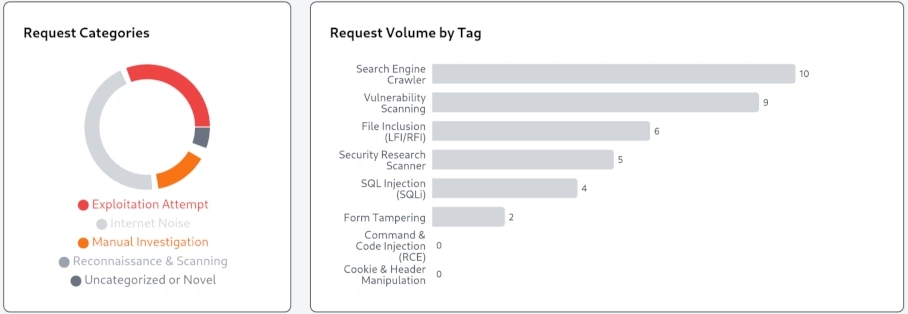 Request Categories
Exploitation Attempt
Internet Noise
Manual Investigation
Reconnaissance & Scanning
Uncategorized or Novel
Request Volume by Tag
Search Engine
Crawler
10
Vulnerability
Scanning
9
File Inclusion
(LFI/RFI)
6
Security Research
Scanner
5
SQL Injection
(SQLi)
4
Form Tampering
2
Command &
Code Injection
(RCE)
0
Cookie & Header
Manipulation
0